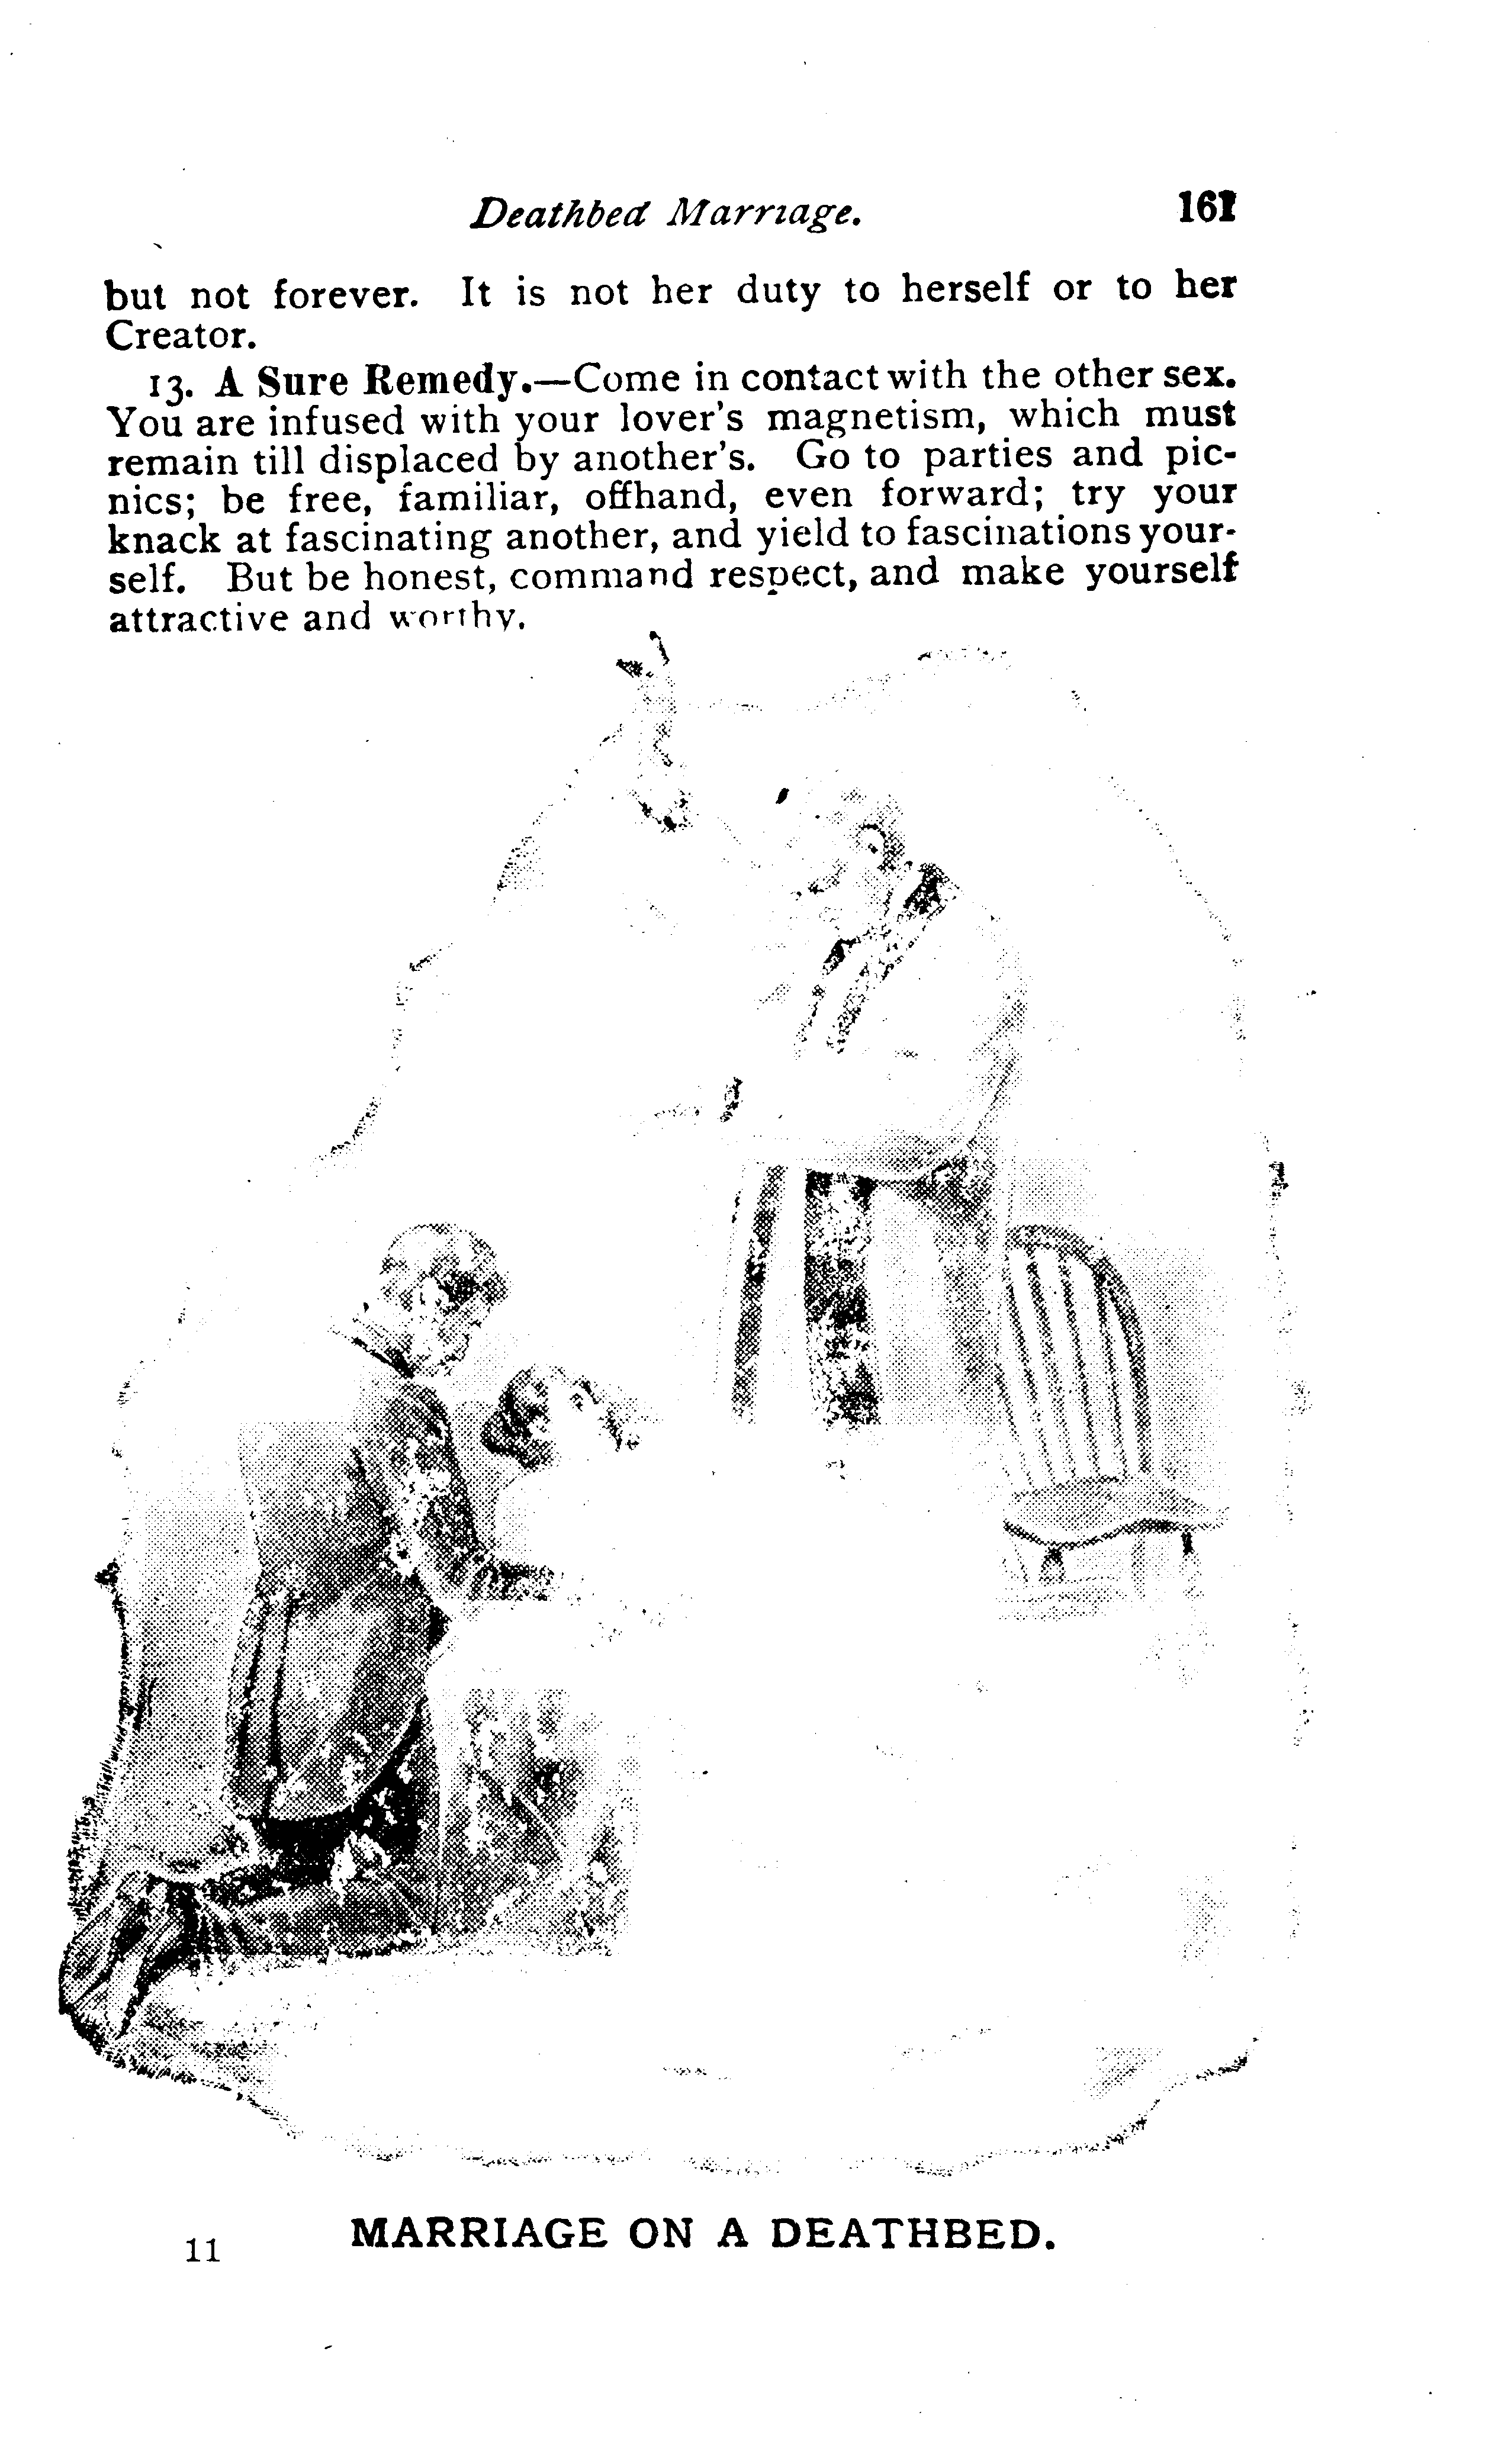 Deathbed Marriage. 161
but not forever. It is not her duty to herself or to her
Creator.
13. A Sure Remedy.—Come in contact with the other sex.
You are infused with your lover's magnetism, which must
remain till displaced by another's. Go to parties and pic-
nics; be free, familiar, offhand, even forward; try your
knack at fascinating another, and yield to fascinations your-
self. But be honest, command respect, and make yourself
attractive and worthy.
MARRIAGE ON A DEATHBED.
11